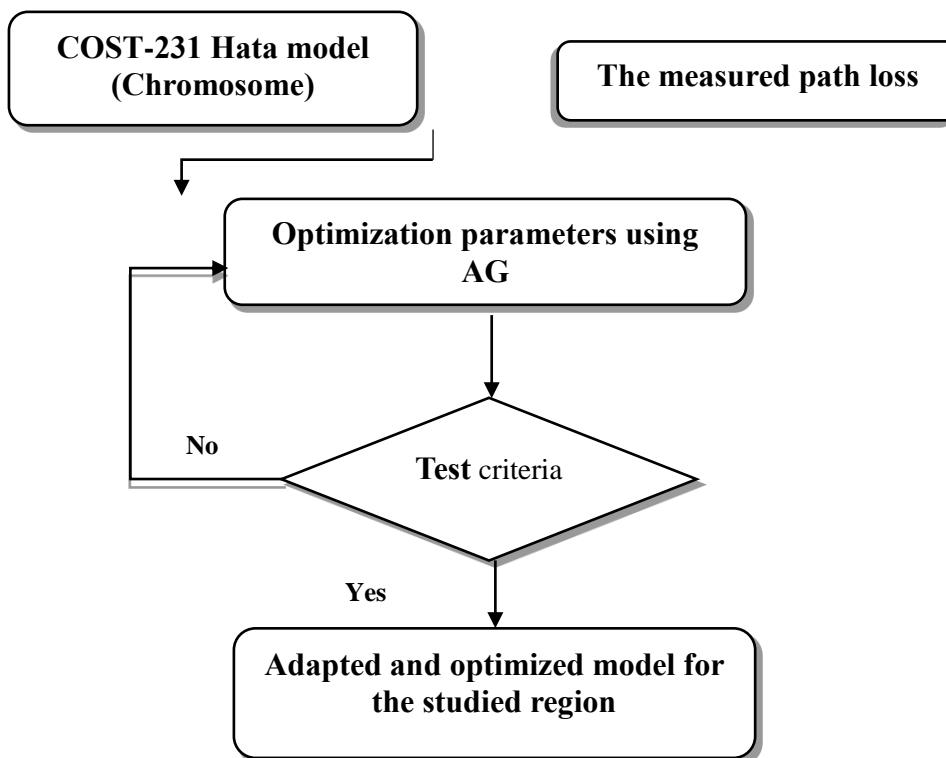 COST-231 Hata model
(Chromosome)
The measured path loss
Optimization parameters using
AG
No
Test criteria
Yes
Adapted and optimized model for
the studied region